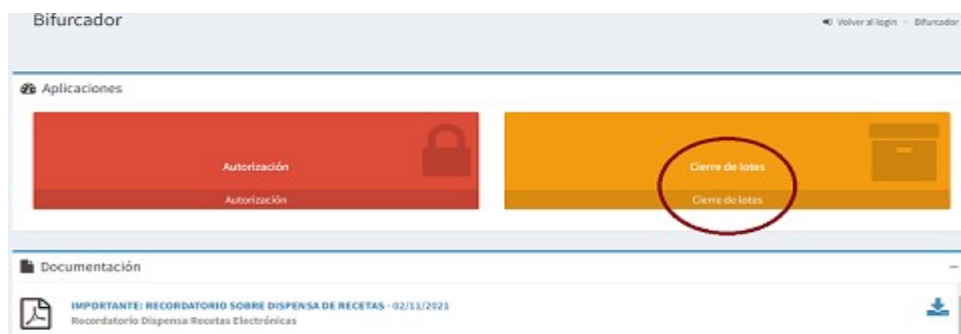 Bifurcador
Volver al login - Bifurcador
Aplicaciones
Autorización
Autorización
Cierre de lotes
Cierre de lotes
Documentación
IMPORTANTE: RECORDATORIO SOBRE DISPENSA DE RECETAS - 02/11/2021
Recordatorio Dispensa Recetas Electrónicas